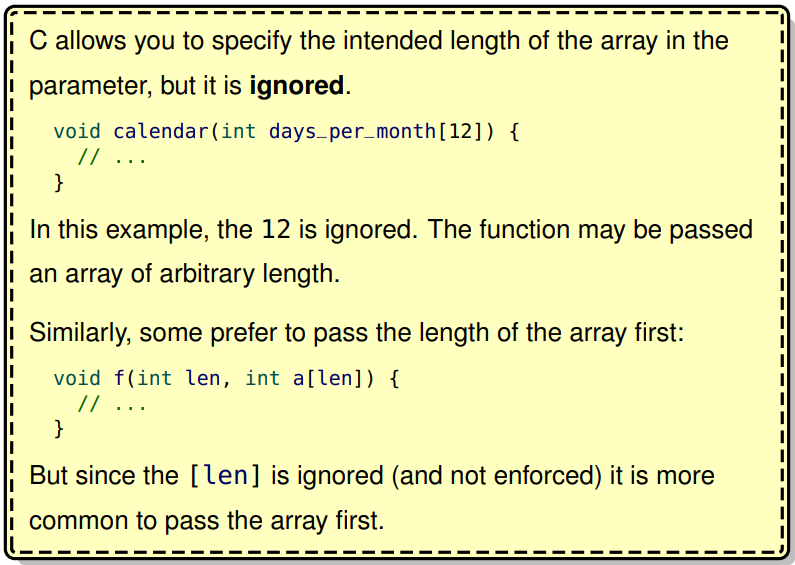 C allows you to specify the intended length of the array in the
parameter, but it is ignored.
void calendar(int days_per_month[12]) {
// ...
}
In this example, the 12 is ignored. The function may be passed
an array of arbitrary length.
Similarly, some prefer to pass the length of the array first:
void f(int len, int a[len]) {
// ...
}
But since the [len] is ignored (and not enforced) it is more
common to pass the array first.